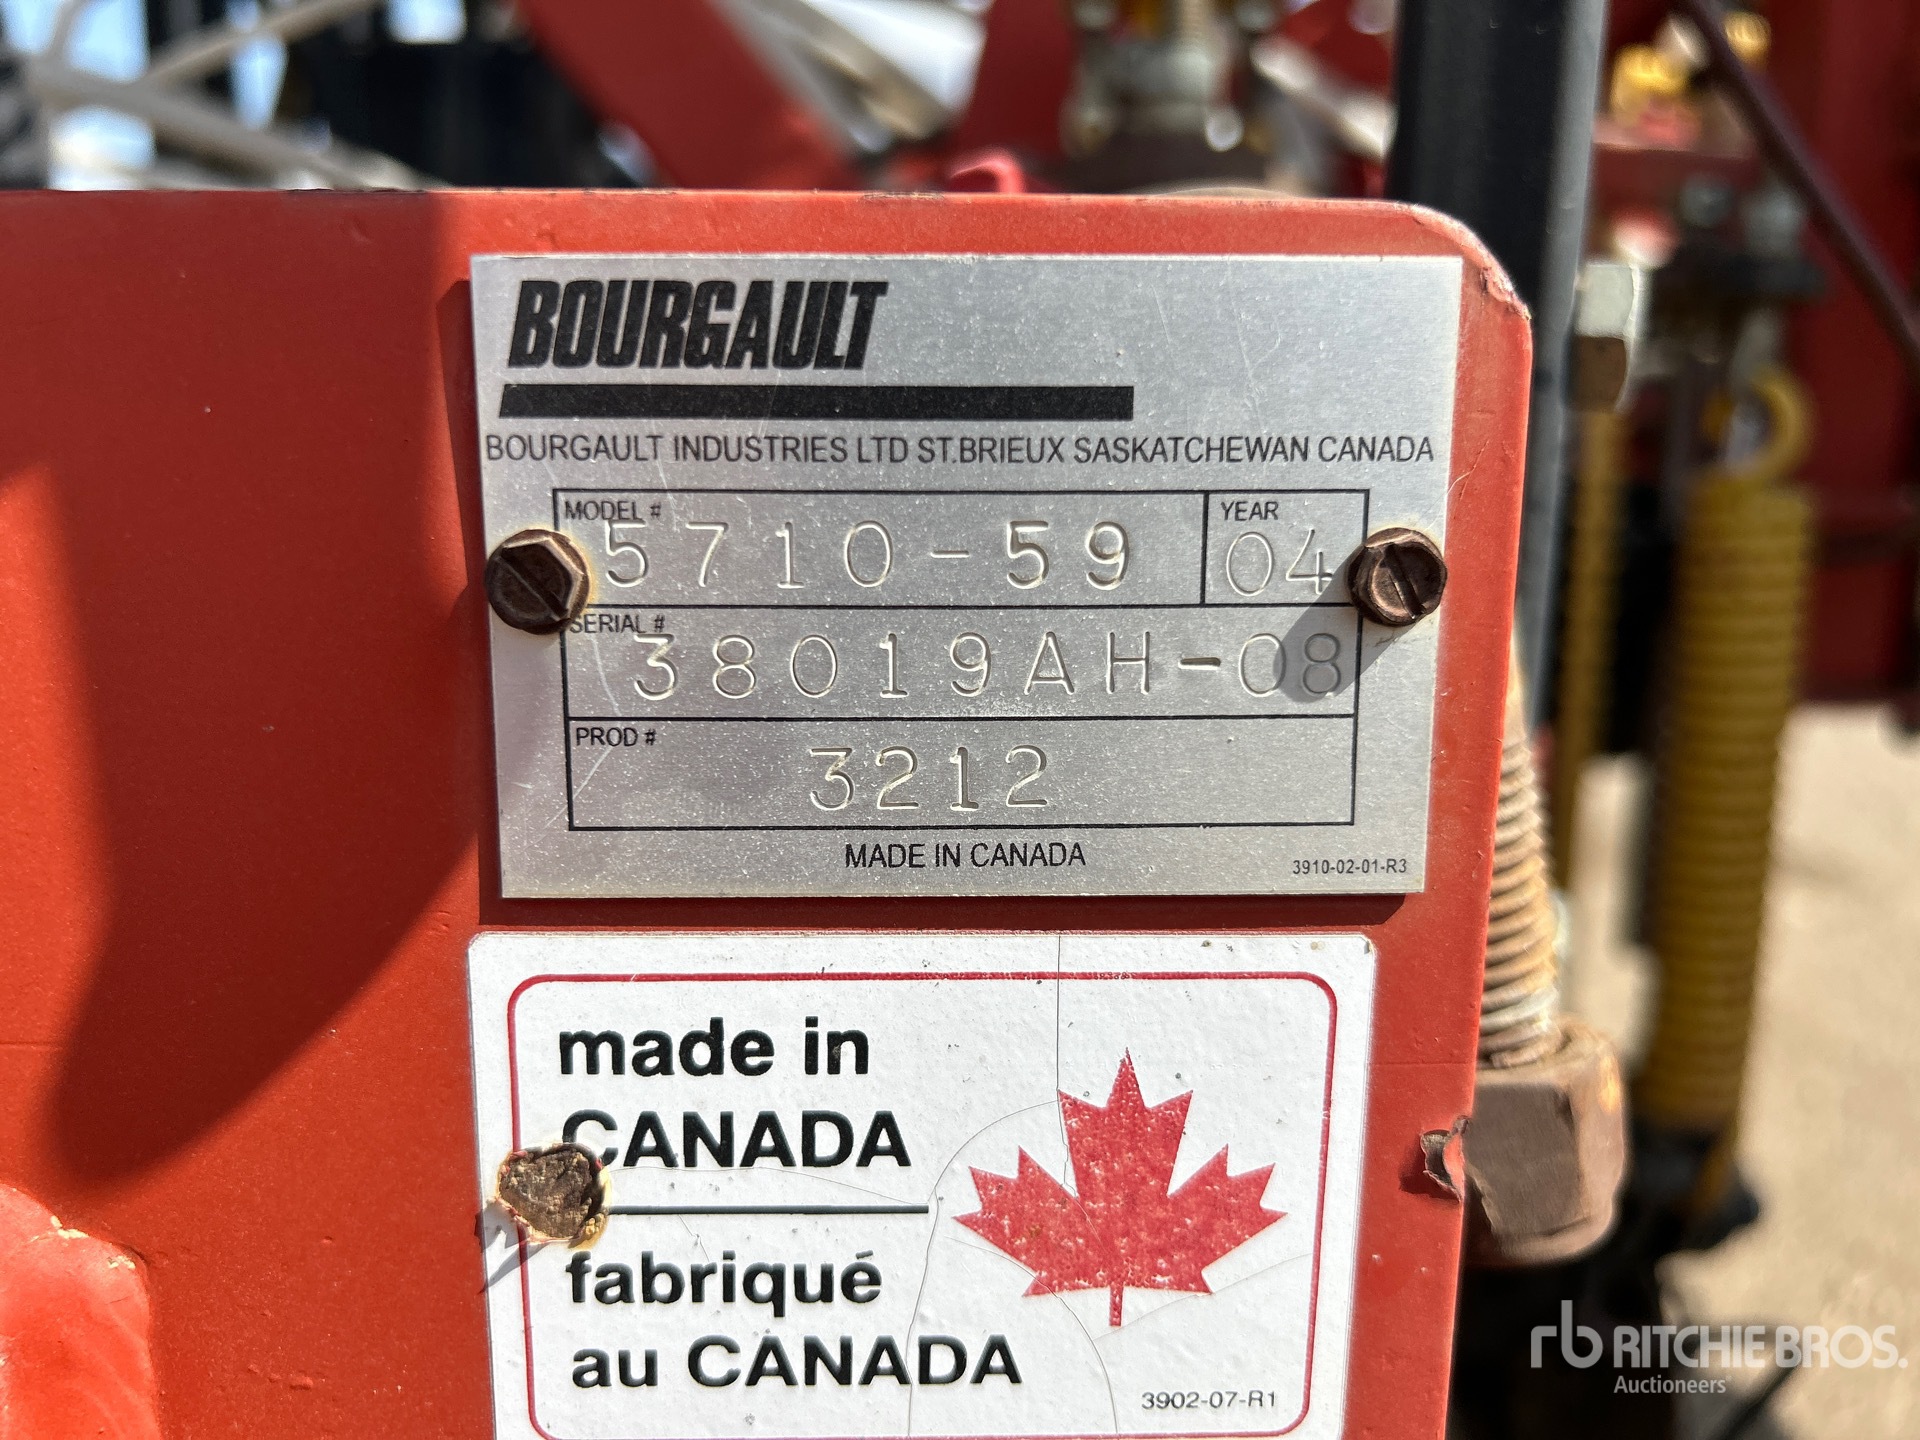 BOURGAULT
BOURGAULT INDUSTRIES LTD ST.BRIEUX SASKATCHEWAN CANADA
MODEL # 5710-59 YEAR 04
SERIAL # 38019AH-08
PROD # 3212
MADE IN CANADA 3910-02-01-R3
made in
CANADA
fabriqué
au CANADA
3902-07-R1
rb RITCHIE BROS.
Auctioneers